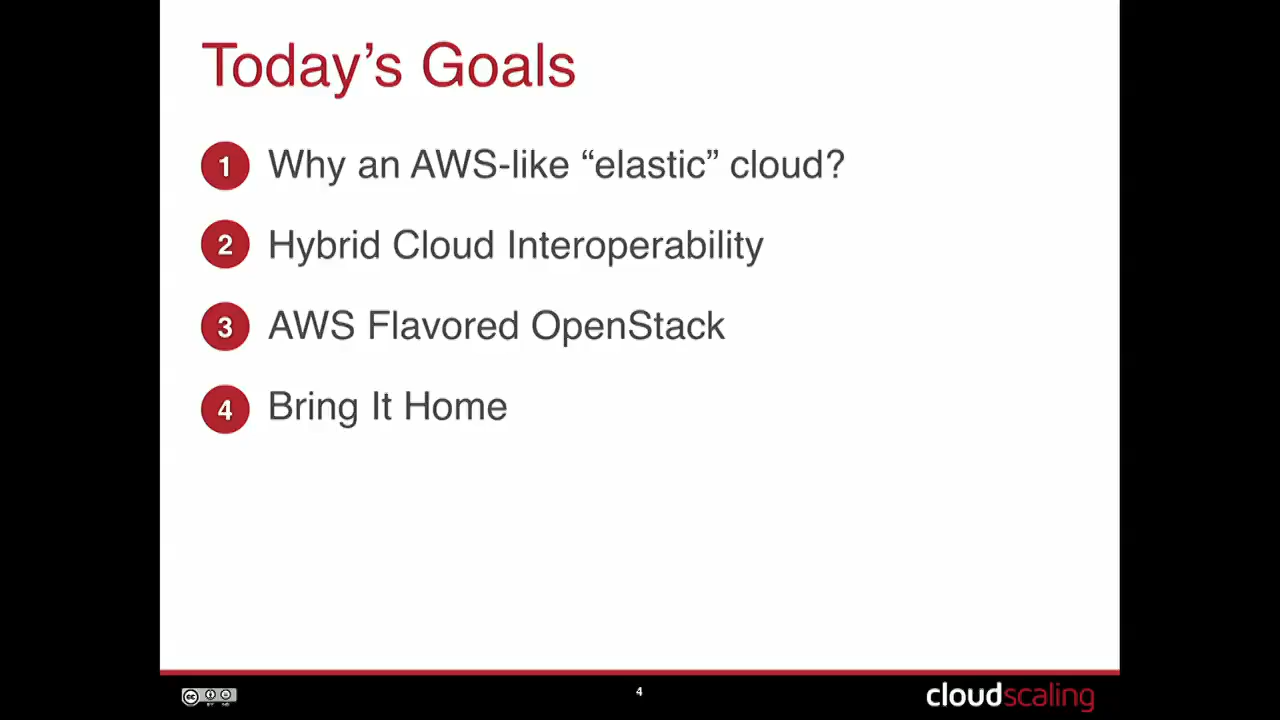 Today’s Goals
1 Why an AWS-like “elastic” cloud?
2 Hybrid Cloud Interoperability
3 AWS Flavored OpenStack
4 Bring It Home
4
cloudscaling